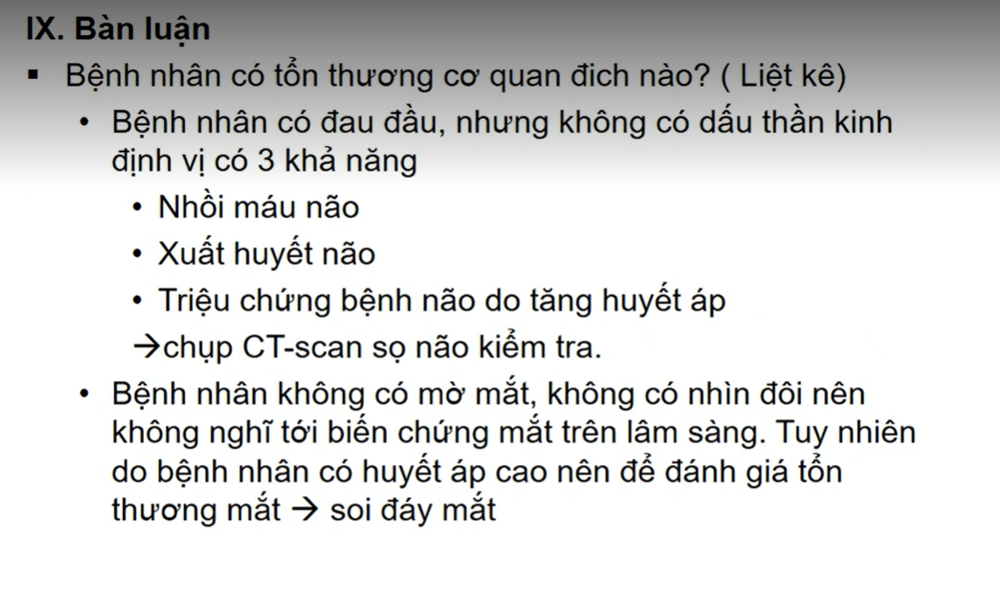 IX. Bàn luận
▪ Bệnh nhân có tổn thương cơ quan đich nào? ( Liệt kê)
• Bệnh nhân có đau đầu, nhưng không có dấu thần kinh
định vị có 3 khả năng
• Nhồi máu não
• Xuất huyết não
• Triệu chứng bệnh não do tăng huyết áp
→chụp CT-scan sọ não kiểm tra.
• Bệnh nhân không có mờ mắt, không có nhìn đôi nên
không nghĩ tới biến chứng mắt trên lâm sàng. Tuy nhiên
do bệnh nhân có huyết áp cao nên để đánh giá tổn
thương mắt → soi đáy mắt